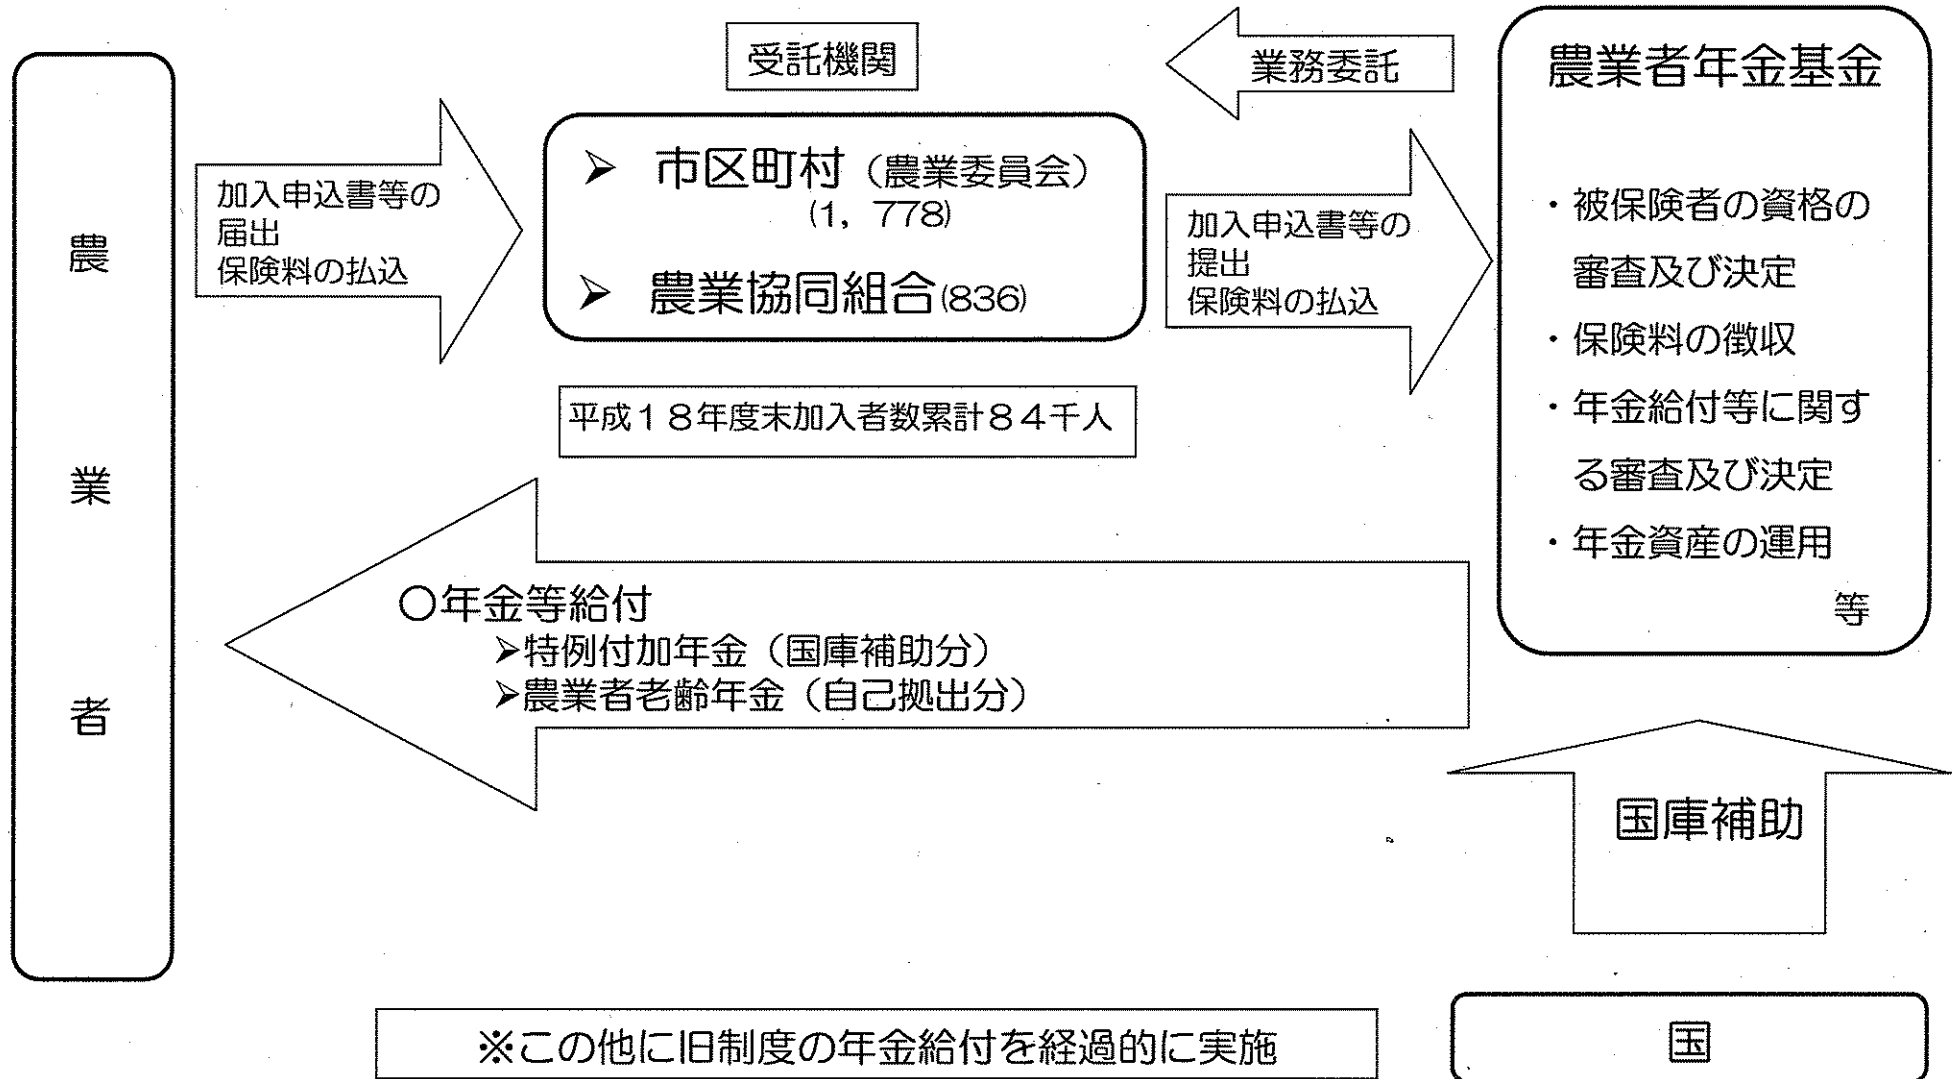 農
業
者
加入申込書等の
届出
保険料の払込
受託機関
➢ 市区町村（農業委員会）
(1，778)
➢ 農業協同組合(836)
平成１８年度末加入者数累計８４千人
業務委託
加入申込書等の
提出
保険料の払込
農業者年金基金
・被保険者の資格の
審査及び決定
・保険料の徴収
・年金給付等に関す
る審査及び決定
・年金資産の運用
等
○年金等給付
➢特例付加年金（国庫補助分）
➢農業者老齢年金（自己拠出分）
国庫補助
国
※この他に旧制度の年金給付を経過的に実施